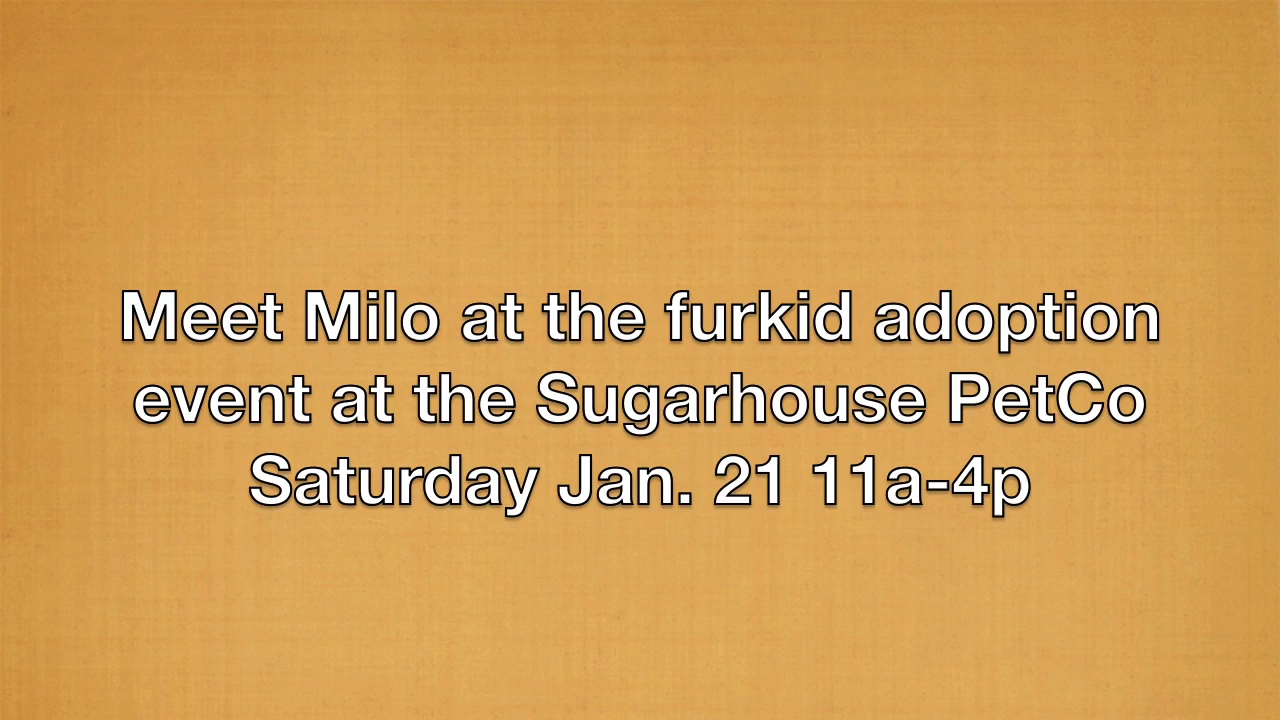 Meet Milo at the furkid adoption
event at the Sugarhouse PetCo
Saturday Jan. 21 11a-4p